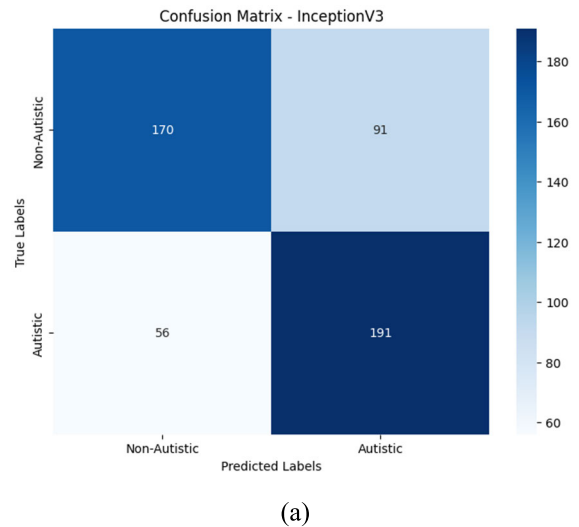 Confusion Matrix - InceptionV3
Non-Autistic
170
91
Autistic
56
191
True Labels
Non-Autistic
Autistic
Predicted Labels
180
160
140
120
100
80
60
(a)